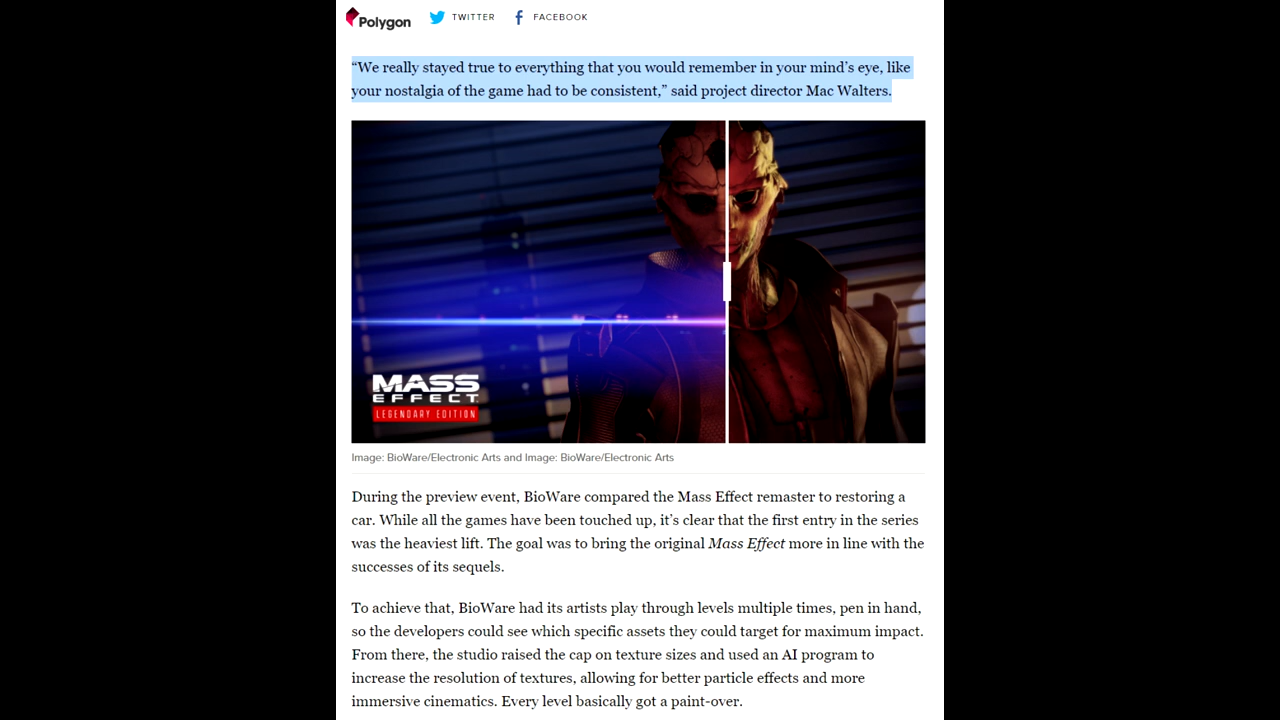 Polygon TWITTER FACEBOOK
“We really stayed true to everything that you would remember in your mind’s eye, like
your nostalgia of the game had to be consistent,” said project director Mac Walters.
MASS
EFFECT
LEGENDARY EDITION
Image: BioWare/Electronic Arts and Image: BioWare/Electronic Arts
During the preview event, BioWare compared the Mass Effect remaster to restoring a
car. While all the games have been touched up, it’s clear that the first entry in the series
was the heaviest lift. The goal was to bring the original Mass Effect more in line with the
successes of its sequels.
To achieve that, BioWare had its artists play through levels multiple times, pen in hand,
so the developers could see which specific assets they could target for maximum impact.
From there, the studio raised the cap on texture sizes and used an AI program to
increase the resolution of textures, allowing for better particle effects and more
immersive cinematics. Every level basically got a paint-over.